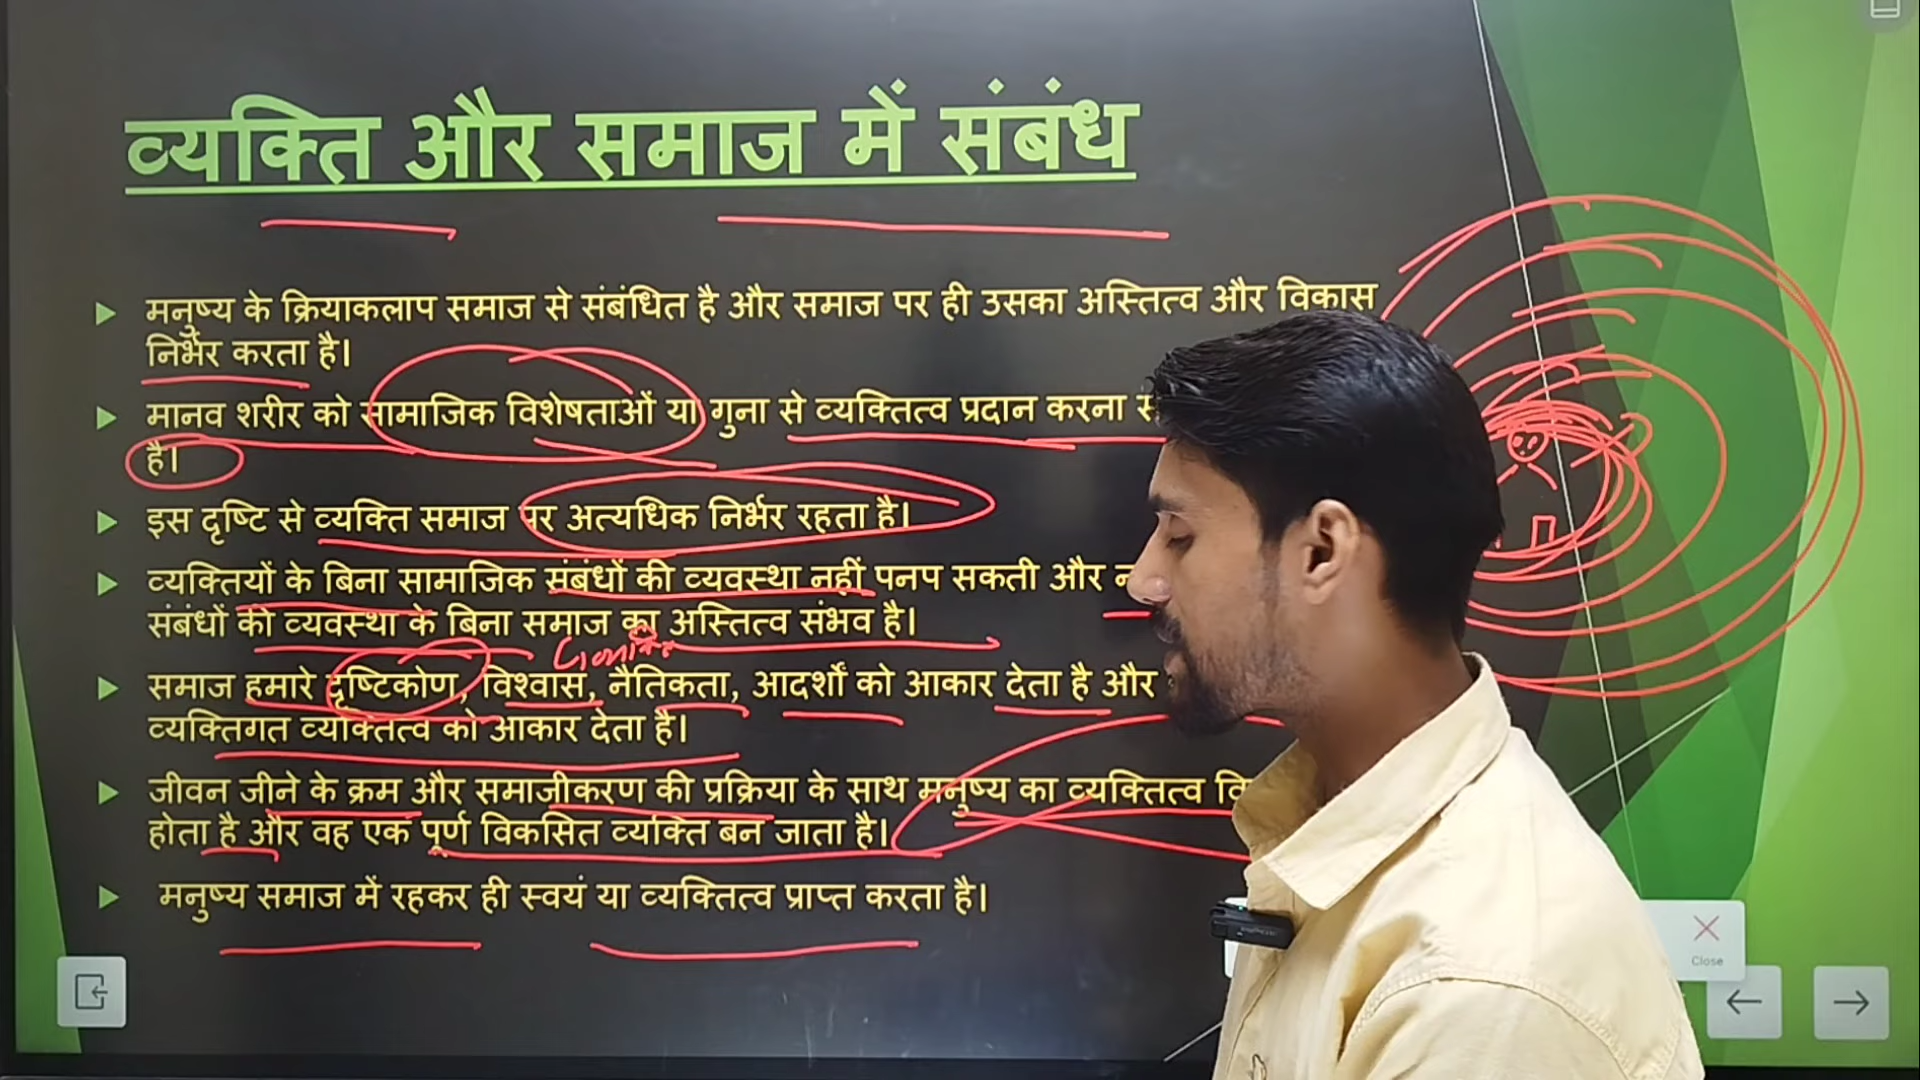 व्यक्ति और समाज में संबंध
मनुष्य के क्रियाकलाप समाज से संबंधित है और समाज पर ही उसका अस्तित्व और विकास
निर्भर करता है।
मानव शरीर को सामाजिक विशेषताओं या गुना से व्यक्तित्व प्रदान करना
है।
इस दृष्टि से व्यक्ति समाज पर अत्यधिक निर्भर रहता है।
व्यक्तियों के बिना सामाजिक संबंधों की व्यवस्था नहीं पनप सकती और
संबंधों की व्यवस्था के बिना समाज का अस्तित्व संभव है।
समाज हमारे दृष्टिकोण, विश्वास, नैतिकता, आदर्शों को आकार देता है और
व्यक्तिगत व्यक्तित्व को आकार देता है।
जीवन जीने के क्रम और समाजीकरण की प्रक्रिया के साथ मनुष्य का व्यक्तित्व
होता है और वह एक पूर्ण विकसित व्यक्ति बन जाता है।
मनुष्य समाज में रहकर ही स्वयं या व्यक्तित्व प्राप्त करता है।
Close